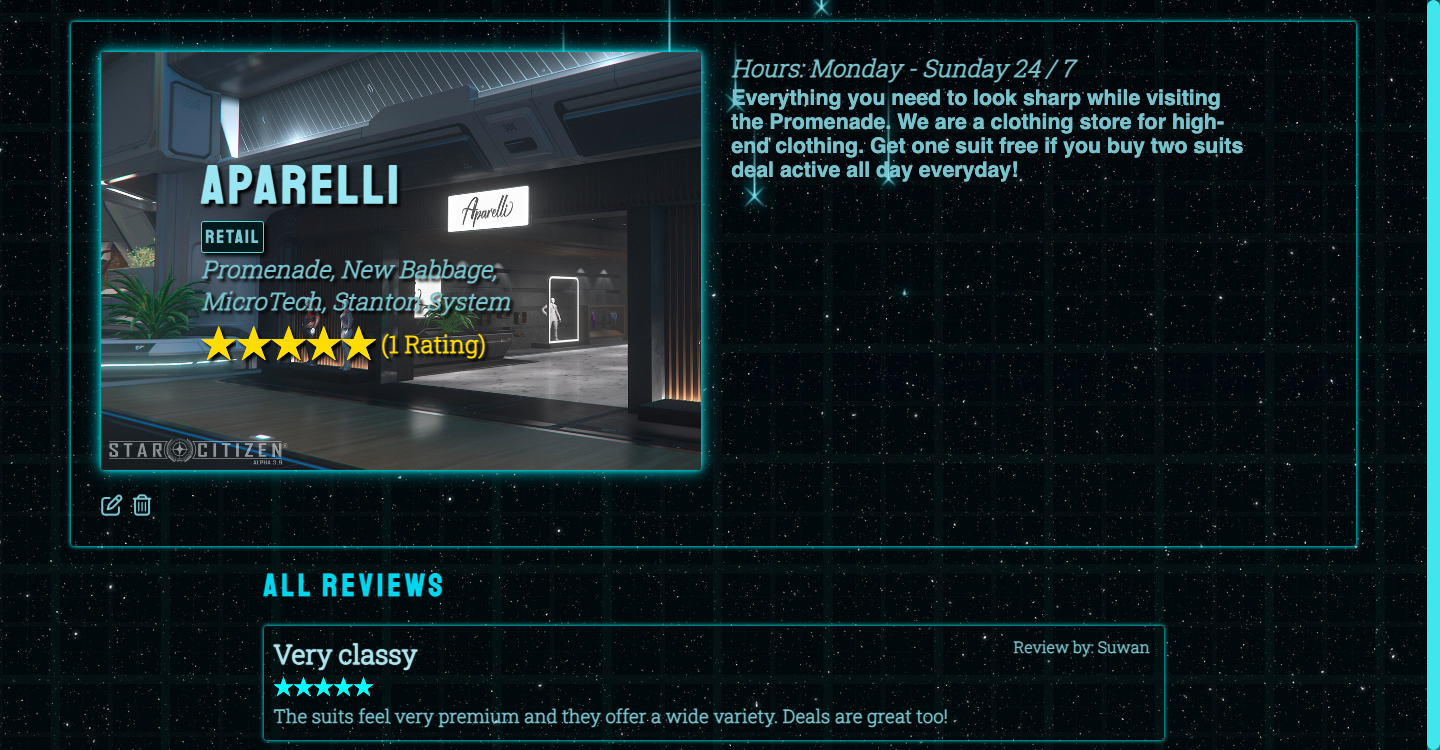 APARELLI
Aparelli
RETAIL
Promenade, New Babbage,
MicroTech, Stanton System
(1 Rating)
STAR CITIZEN®
ALPHA 3.9
Hours: Monday - Sunday 24 / 7
Everything you need to look sharp while visiting
the Promenade. We are a clothing store for high-
end clothing. Get one suit free if you buy two suits
deal active all day everyday!
ALL REVIEWS
Very classy
Review by: Suwan
The suits feel very premium and they offer a wide variety. Deals are great too!